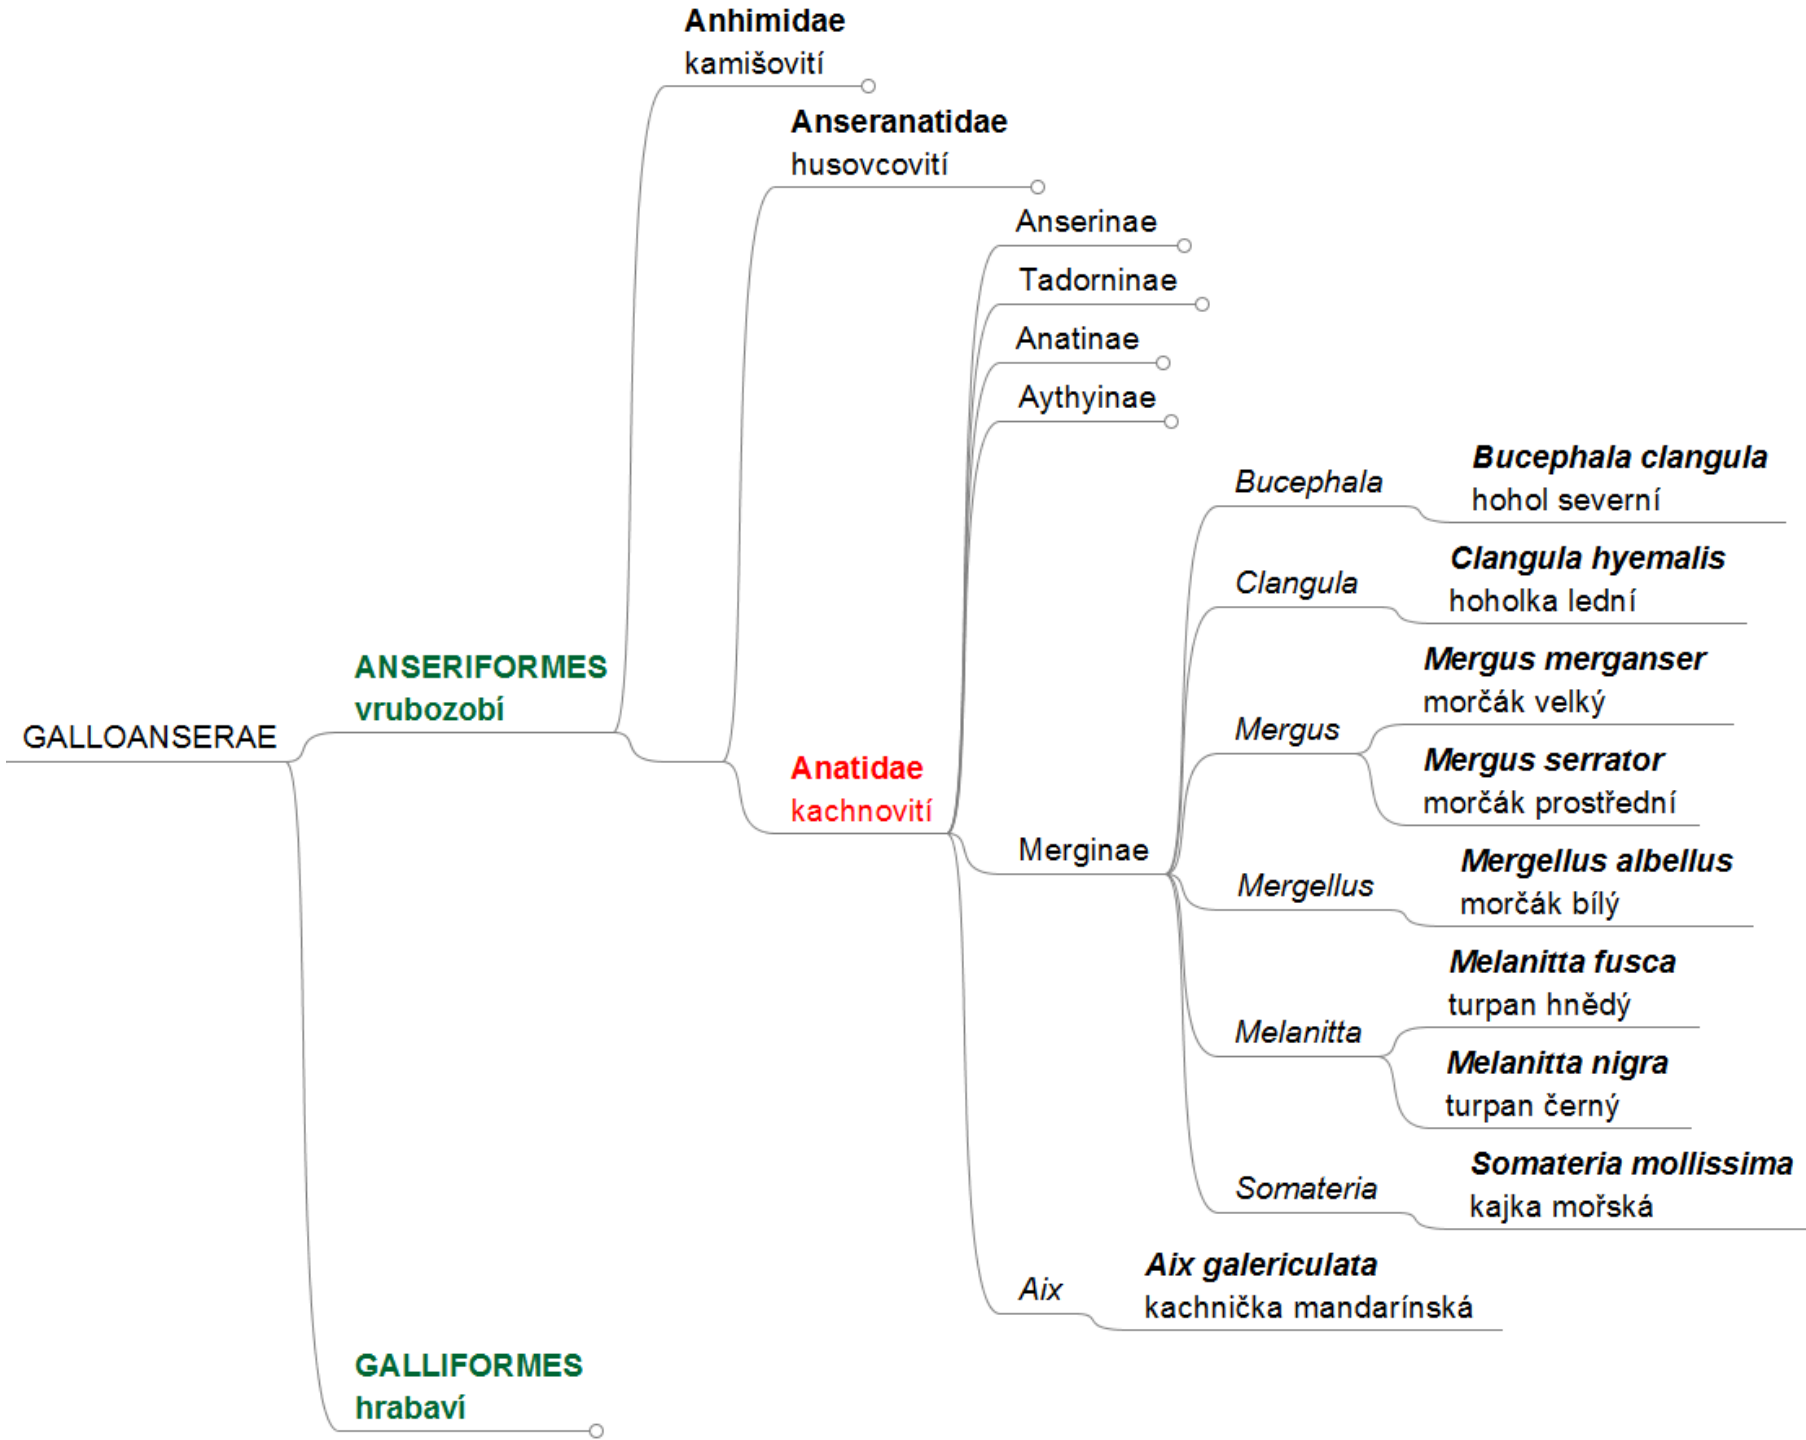 Anhimidae
kamišovití
Anseranatidae
husovcovití
Anserinae
Tadorninae
Anatinae
Aythyinae
Bucephala
Bucephala clangula
hohol severní
Clangula
Clangula hyemalis
hoholka lední
ANSERIFORMES
vrubozobí
GALLOANSERAE
Mergus
Mergus merganser
morčák velký
Mergus serrator
morčák prostřední
Anatidae
kachnovití
Merginae
Mergellus
Mergellus albellus
morčák bílý
Melanitta
Melanitta fusca
turpan hnědý
Melanitta nigra
turpan černý
Somateria
Somateria mollissima
kajka mořská
Aix
Aix galericulata
kachnička mandarínská
GALLIFORMES
hrabaví